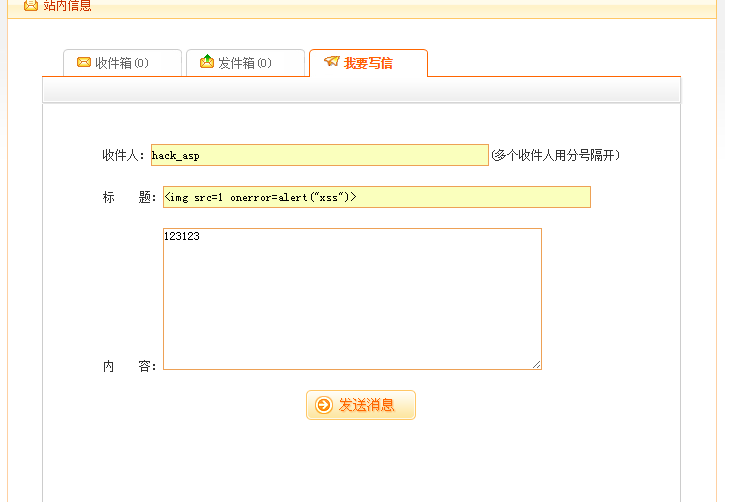 站内信息
收件箱(0) 发件箱(0) 我要写信
收件人: hack_asp (多个收件人用分号隔开)
标 题: <img src=1 onerror=alert("xss")>
123123
内 容:
发送消息